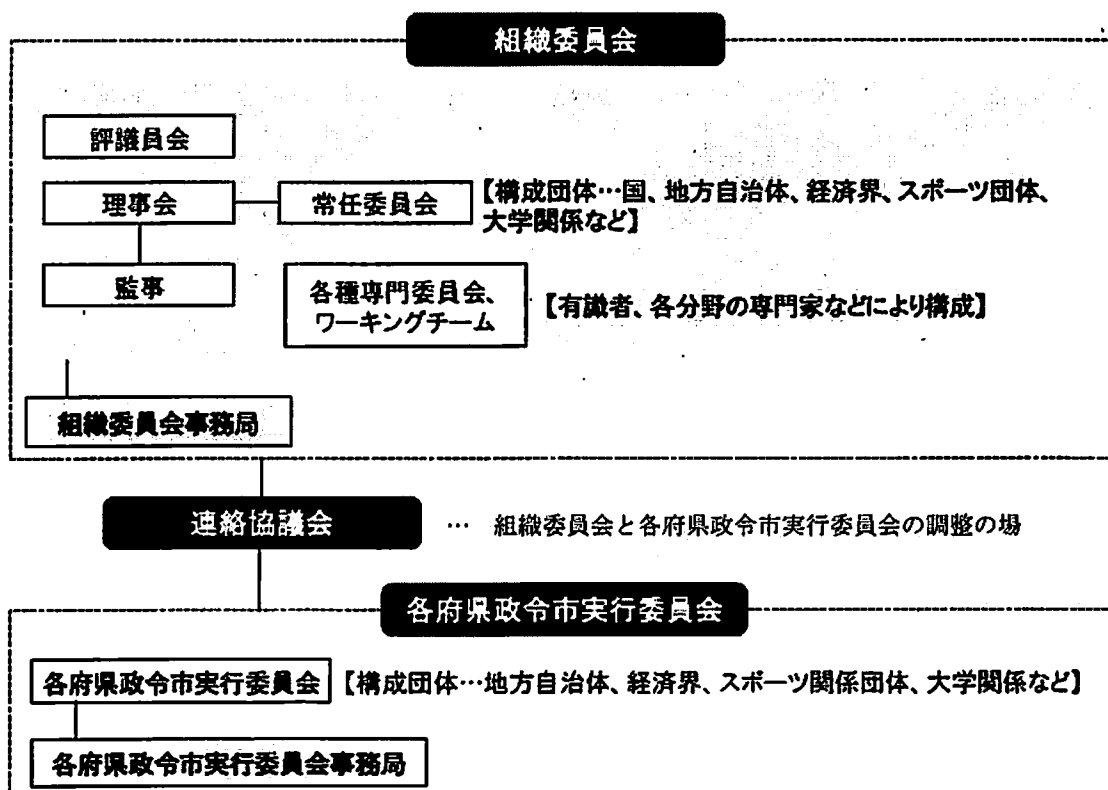 組織委員会
評議員会
理事会
常任委員会
【構成団体…国、地方自治体、経済界、スポーツ団体、
大学関係など】
監事
各種専門委員会、
ワーキングチーム
【有識者、各分野の専門家などにより構成】
組織委員会事務局
連絡協議会
… 組織委員会と各府県政令市実行委員会の調整の場
各府県政令市実行委員会
各府県政令市実行委員会
【構成団体…地方自治体、経済界、スポーツ関係団体、大学関係など】
各府県政令市実行委員会事務局